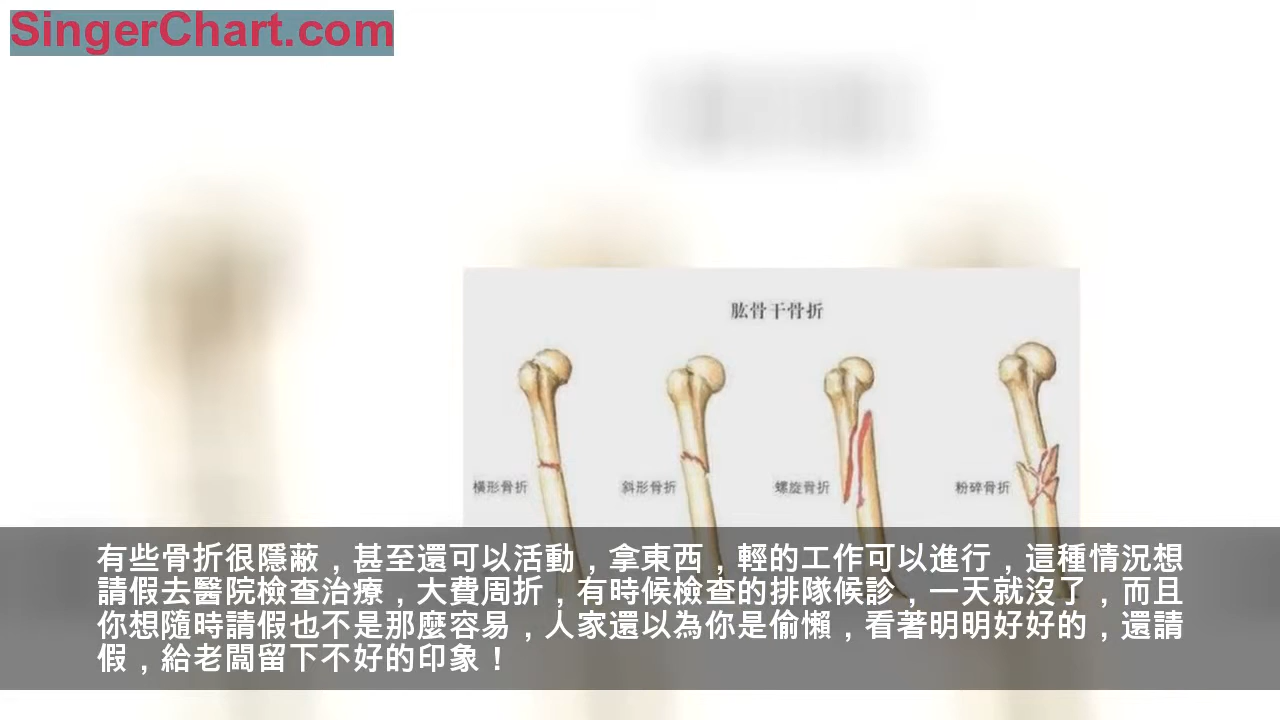 SingerChart.com
肱骨干骨折
横形骨折
斜形骨折
螺旋骨折
粉碎骨折
有些骨折很隱蔽，甚至還可以活動，拿東西，輕的工作可以進行，這種情況想
請假去醫院檢查治療，大費周折，有時候檢查的排隊候診，一天就沒了，而且
你想隨時請假也不是那麼容易，人家還以為你是偷懶，看著明明好好的，還請
假，給老闆留下不好的印象！